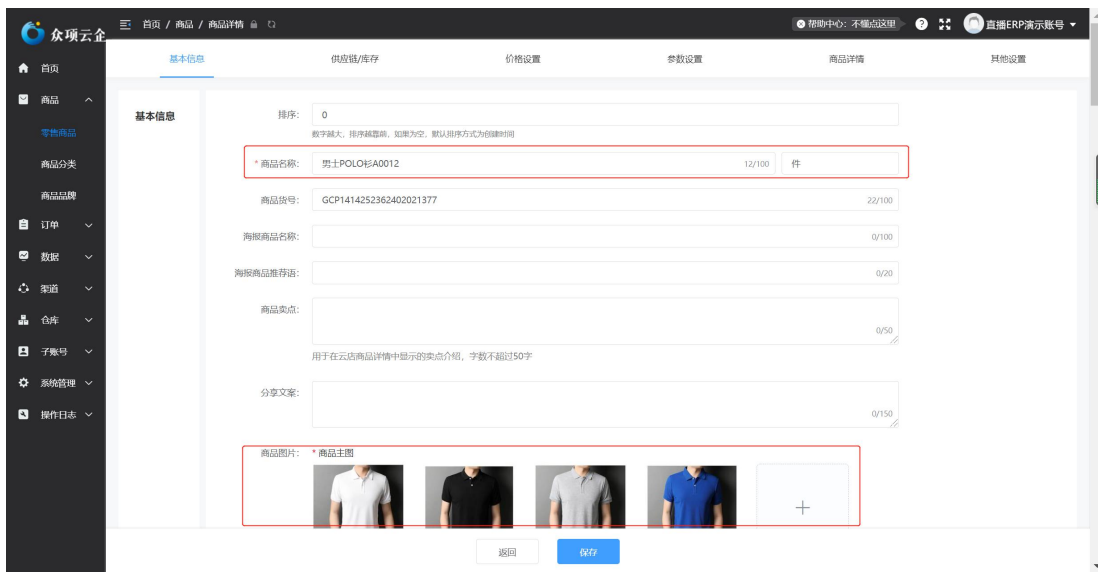 众项云企
首页 / 商品 / 商品详情
帮助中心：不懂点这里
直播ERP演示账号
首页
商品
零售商品
商品分类
商品品牌
订单
数据
渠道
仓库
子账号
系统管理
操作日志
基本信息
供应链/库存
价格设置
参数设置
商品详情
其他设置
基本信息
排序: 0
数字越大，排序越靠前，如果为空，默认排序方式为创建时间
* 商品名称: 男士POLO衫A0012 12/100 件
商品货号: GCP1414252362402021377 22/100
海报商品名称: 0/100
海报商品推荐语: 0/20
商品卖点: 0/50
用于在云店商品详情中显示的卖点介绍，字数不超过50字
分享文案: 0/150
商品图片: * 商品主图
返回
保存